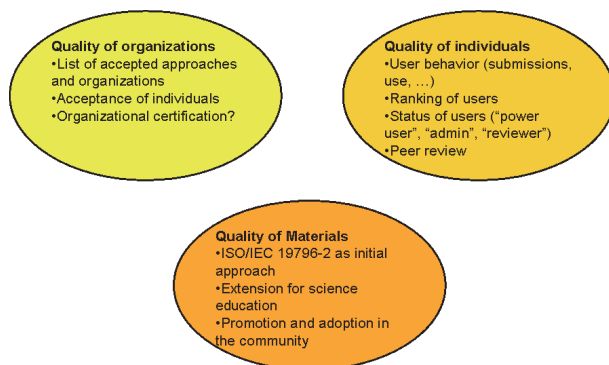 Quality of organizations
•List of accepted approaches
and organizations
•Acceptance of individuals
•Organizational certification?
Quality of individuals
•User behavior (submissions,
use, …)
•Ranking of users
•Status of users (“power
user”, “admin”, “reviewer”)
•Peer review
Quality of Materials
•ISO/IEC 19796-2 as initial
approach
•Extension for science
education
•Promotion and adoption in
the community